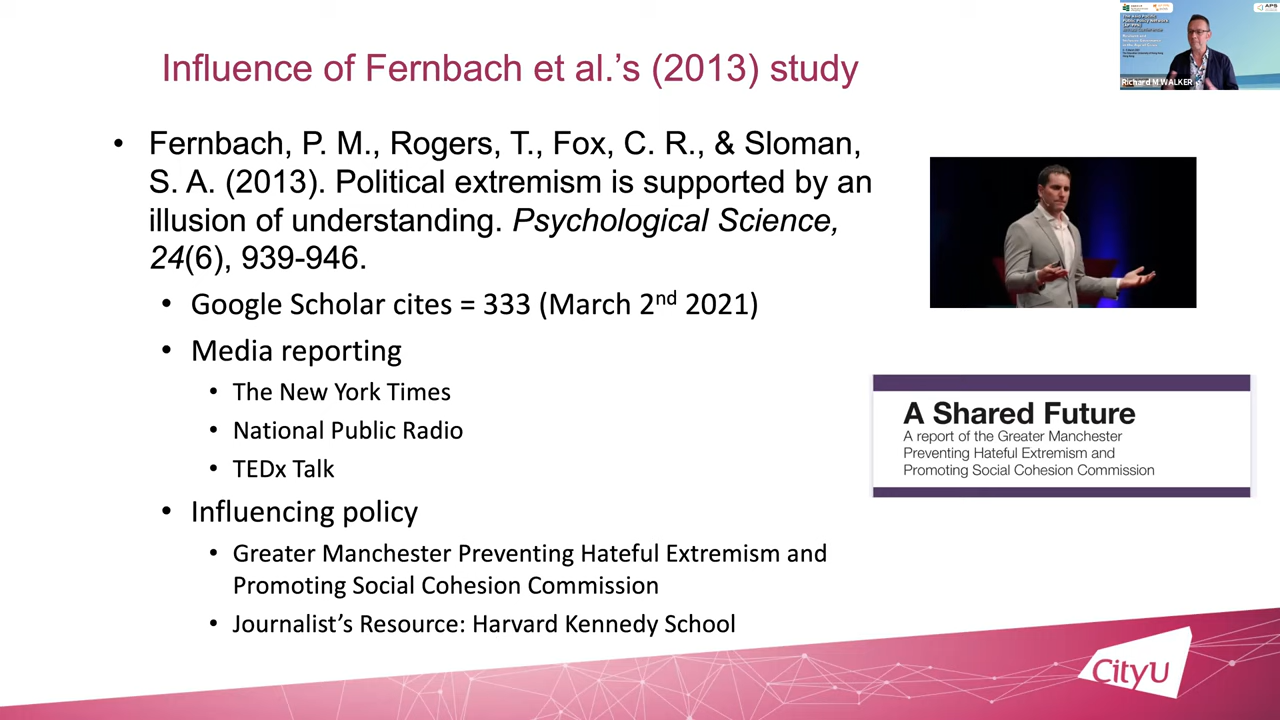 Influence of Fernbach et al.'s (2013) study
• Fernbach, P. M., Rogers, T., Fox, C. R., & Sloman,
S. A. (2013). Political extremism is supported by an
illusion of understanding. Psychological Science,
24(6), 939-946.
• Google Scholar cites = 333 (March 2nd 2021)
• Media reporting
• The New York Times
• National Public Radio
• TEDx Talk
• Influencing policy
• Greater Manchester Preventing Hateful Extremism and
Promoting Social Cohesion Commission
• Journalist's Resource: Harvard Kennedy School
Richard M WALKER
APS
A Shared Future
A report of the Greater Manchester
Preventing Hateful Extremism and
Promoting Social Cohesion Commission
CityU